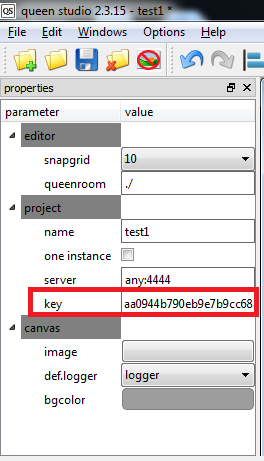 QS queen studio 2.3.15 - test1 *
File Edit Windows Options Help
properties
parameter value
editor
snapgrid 10
queenroom ./
project
name test1
one instance
server any:4444
key aa0944b790eb9e7b9cc68
canvas
image
def.logger logger
bgcolor